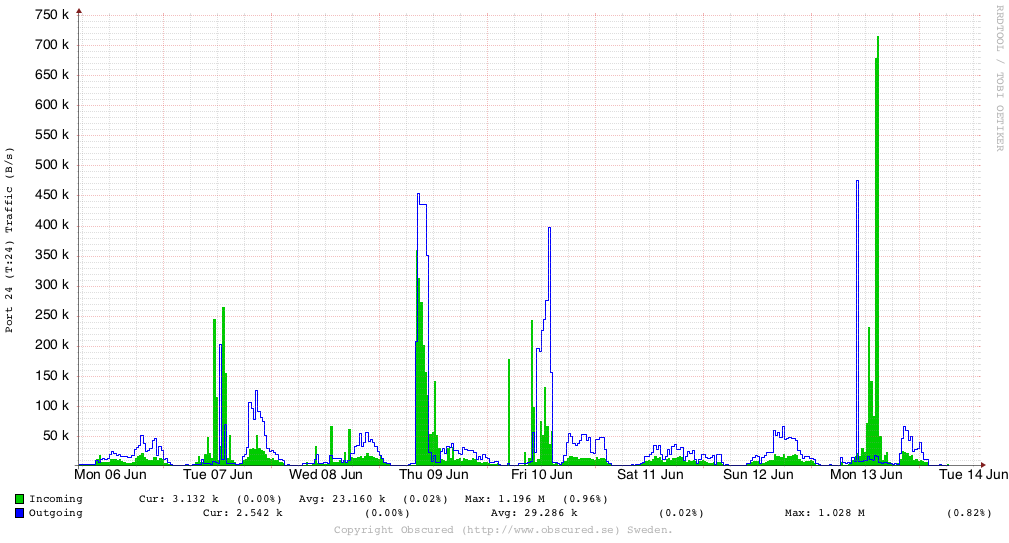 750 k
700 k
650 k
600 k
550 k
500 k
450 k
400 k
350 k
300 k
250 k
200 k
150 k
100 k
50 k
Port 24 (T:24) Traffic (B/s)
RRDTOOL / TOBI OETIKER
Mon 06 Jun Tue 07 Jun Wed 08 Jun Thu 09 Jun Fri 10 Jun Sat 11 Jun Sun 12 Jun Mon 13 Jun Tue 14 Jun
Incoming Cur: 3.132 k (0.00%) Avg: 23.160 k (0.02%) Max: 1.196 M (0.96%)
Outgoing Cur: 2.542 k (0.00%) Avg: 29.286 k (0.02%) Max: 1.028 M (0.82%)
Copyright Obscured (http://www.obscured.se) Sweden.